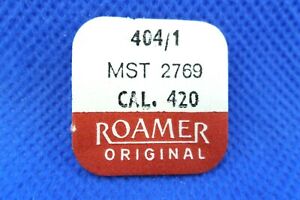 404/1
MST 2769
CAL. 420
ROAMER
ORIGINAL